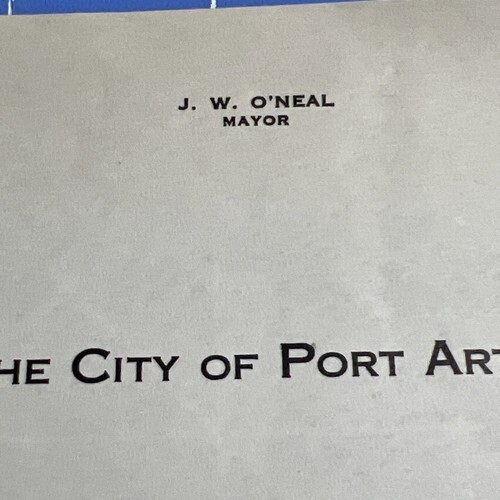 J. W. O'NEAL
MAYOR
HE CITY OF PORT ART